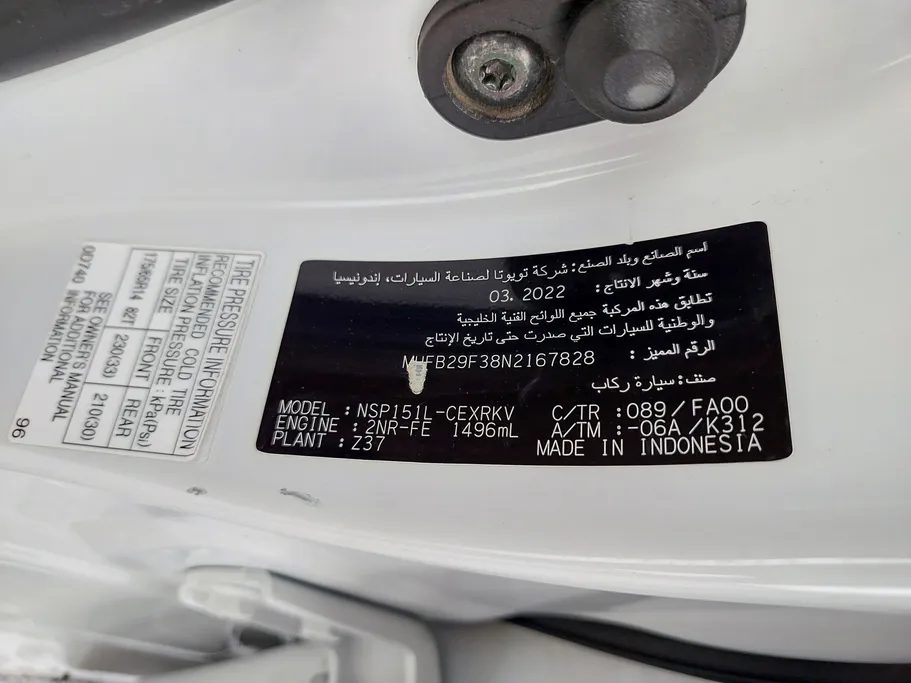 اسم الصانع وبلد الصنع: شركة تويوتا لصناعة السيارات، إندونيسيا
سنة وشهر الانتاج: 03. 2022
تطابق هذه المركبة جميع اللوائح الفنية الخليجية
والوطنية للسيارات التي صدرت حتى تاريخ الإنتاج
الرقم المميز :
MHFB29F38N2167828
صنف: سيارة ركاب
MODEL : NSP151L-CEXRKV C/TR : 089/FA00
ENGINE : 2NR-FE 1496mL A/TM : -06A/K312
PLANT : Z37 MADE IN INDONESIA
TIRE PRESSURE INFORMATION
RECOMMENDED COLD TIRE
INFLATION PRESSURE : kPa(Psi)
TIRE SIZE FRONT REAR
175/65R14 82T 230(33) 210(30)
SEE OWNER'S MANUAL
FOR ADDITIONAL
0D740 INFORMATION 96